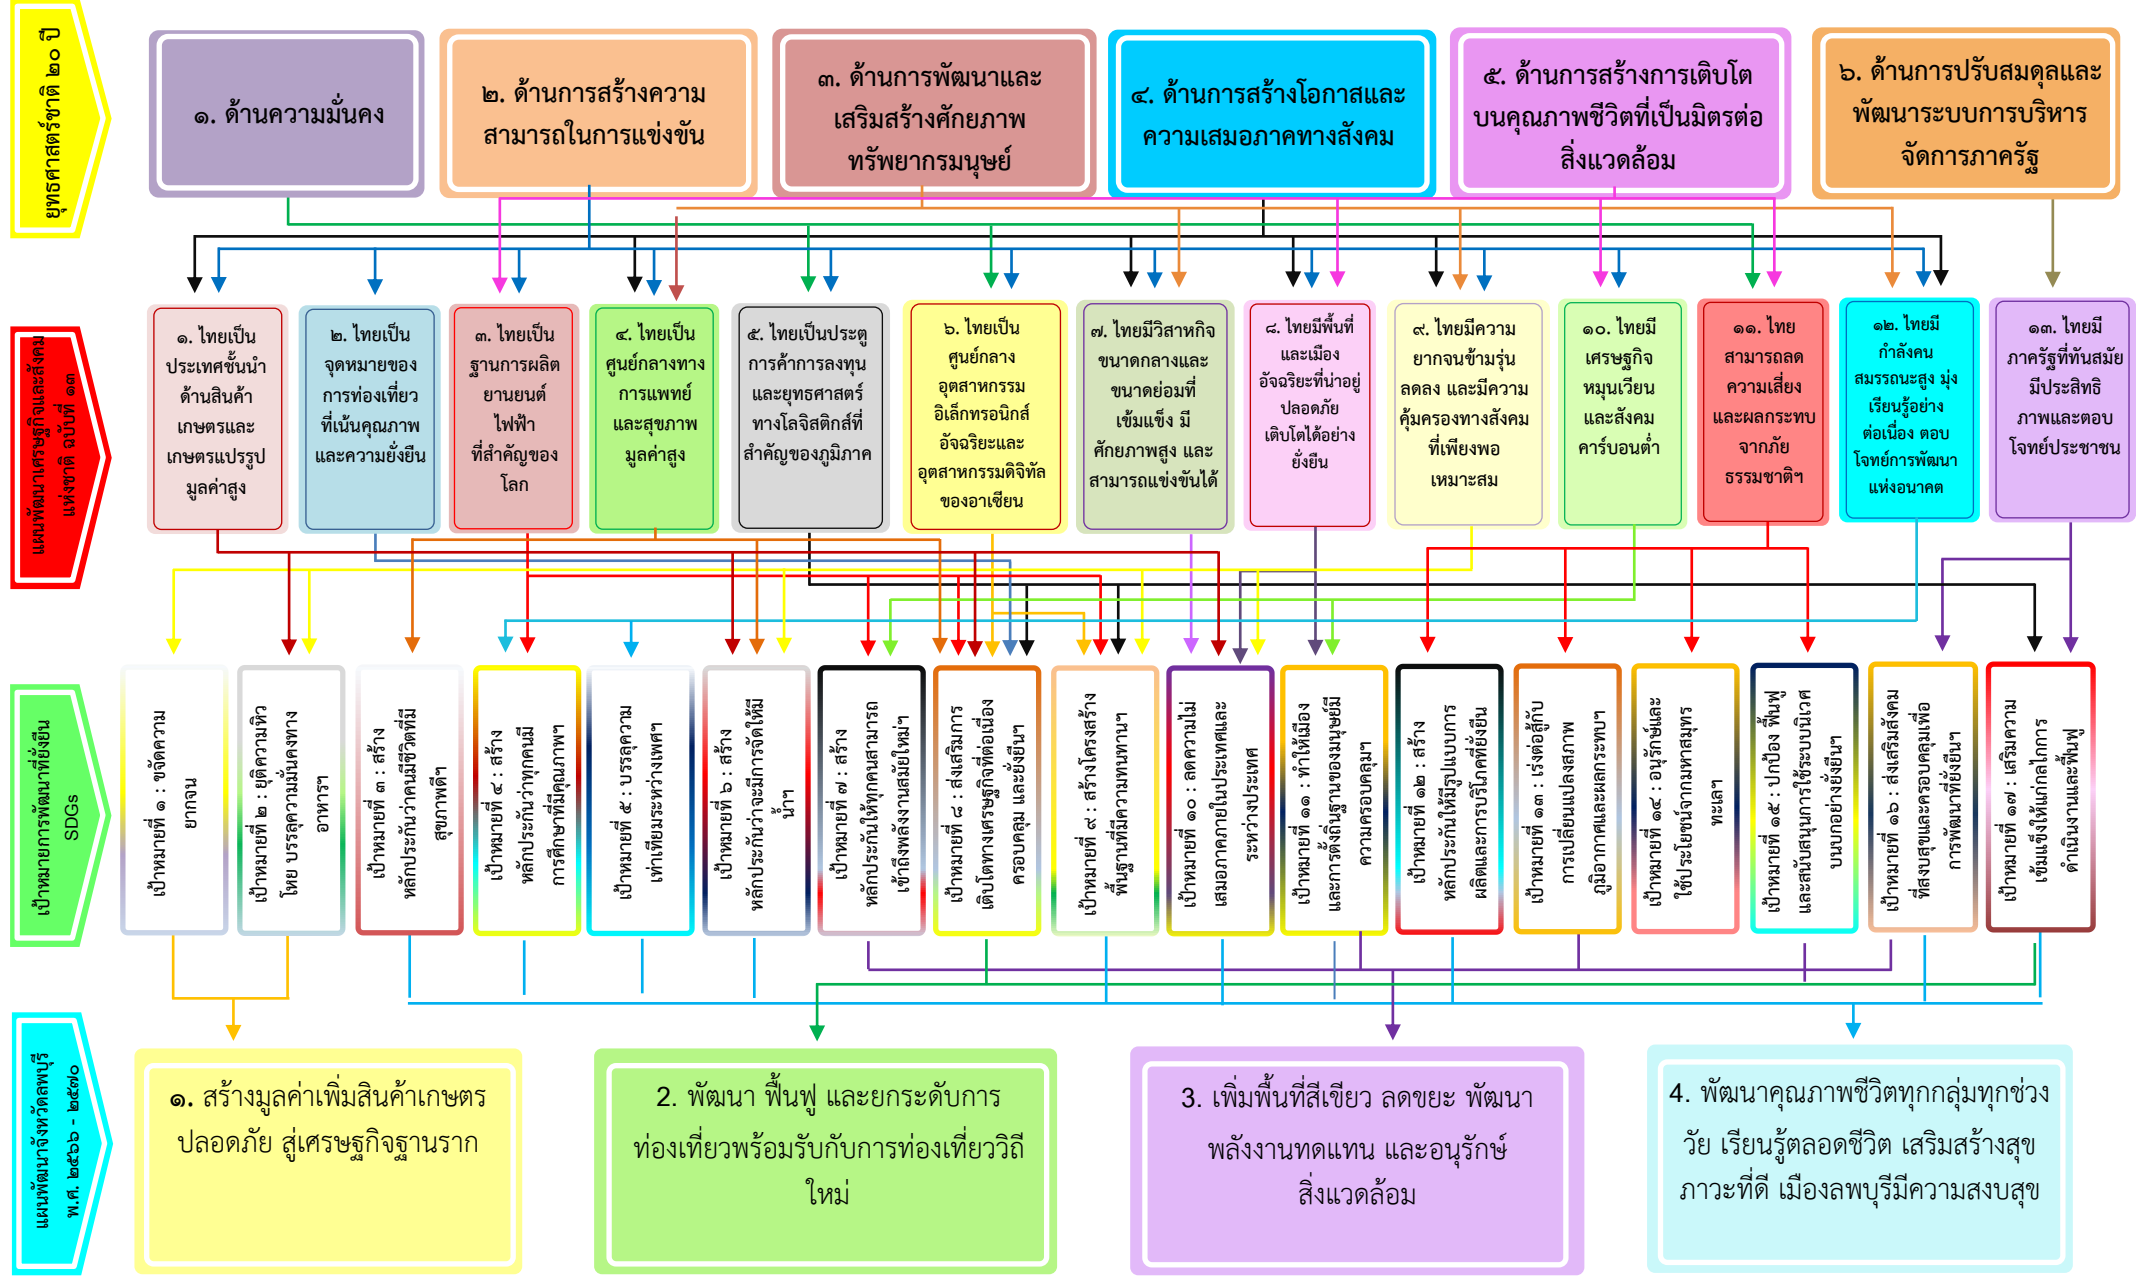 ยุทธศาสตร์ชาติ ๒๐ ปี
๑. ด้านความมั่นคง
๒. ด้านการสร้างความ
สามารถในการแข่งขัน
๓. ด้านการพัฒนาและ
เสริมสร้างศักยภาพ
ทรัพยากรมนุษย์
๔. ด้านการสร้างโอกาสและ
ความเสมอภาคทางสังคม
๕. ด้านการสร้างการเติบโต
บนคุณภาพชีวิตที่เป็นมิตรต่อ
สิ่งแวดล้อม
๖. ด้านการปรับสมดุลและ
พัฒนาระบบการบริหาร
จัดการภาครัฐ
แผนพัฒนาเศรษฐกิจและสังคม
แห่งชาติ ฉบับที่ ๑๓
๑. ไทยเป็น
ประเทศชั้นนำ
ด้านสินค้า
เกษตรและ
เกษตรแปรรูป
มูลค่าสูง
๒. ไทยเป็น
จุดหมายของ
การท่องเที่ยว
ที่เน้นคุณภาพ
และความยั่งยืน
๓. ไทยเป็น
ฐานการผลิต
ยานยนต์
ไฟฟ้า
ที่สำคัญของ
โลก
๔. ไทยเป็น
ศูนย์กลางทาง
การแพทย์
และสุขภาพ
มูลค่าสูง
๕. ไทยเป็นประตู
การค้าการลงทุน
และยุทธศาสตร์
ทางโลจิสติกส์ที่
สำคัญของภูมิภาค
๖. ไทยเป็น
ศูนย์กลาง
อุตสาหกรรม
อิเล็กทรอนิกส์
อัจฉริยะและ
อุตสาหกรรมดิจิทัล
ของอาเซียน
๗. ไทยมีวิสาหกิจ
ขนาดกลางและ
ขนาดย่อมที่
เข้มแข็ง มี
ศักยภาพสูง และ
สามารถแข่งขันได้
๘. ไทยมีพื้นที่
และเมือง
อัจฉริยะที่น่าอยู่
ปลอดภัย
เติบโตได้อย่าง
ยั่งยืน
๙. ไทยมีความ
ยากจนข้ามรุ่น
ลดลง และมีความ
คุ้มครองทางสังคม
ที่เพียงพอ
เหมาะสม
๑๐. ไทยมี
เศรษฐกิจ
หมุนเวียน
และสังคม
คาร์บอนต่ำ
๑๑. ไทย
สามารถลด
ความเสี่ยง
และผลกระทบ
จากภัย
ธรรมชาติฯ
๑๒. ไทยมี
กำลังคน
สมรรถนะสูง มุ่ง
เรียนรู้อย่าง
ต่อเนื่อง ตอบ
โจทย์การพัฒนา
แห่งอนาคต
๑๓. ไทยมี
ภาครัฐที่ทันสมัย
มีประสิทธิ
ภาพและตอบ
โจทย์ประชาชน
เป้าหมายการพัฒนาที่ยั่งยืน
SDGs
เป้าหมายที่ ๑ : ขจัดความ
ยากจน
เป้าหมายที่ ๒ : ยุติความหิว
โหย บรรลุความมั่นคงทาง
อาหารฯ
เป้าหมายที่ ๓ : สร้าง
หลักประกันว่าคนมีชีวิตที่มี
สุขภาพดีฯ
เป้าหมายที่ ๔ : สร้าง
หลักประกันว่าทุกคนมี
การศึกษาที่มีคุณภาพฯ
เป้าหมายที่ ๕ : บรรลุความ
เท่าเทียมระหว่างเพศฯ
เป้าหมายที่ ๖ : สร้าง
หลักประกันว่าจะมีการจัดให้มี
น้ำฯ
เป้าหมายที่ ๗ : สร้าง
หลักประกันให้ทุกคนสามารถ
เข้าถึงพลังงานสมัยใหม่ฯ
เป้าหมายที่ ๘ : ส่งเสริมการ
เติบโตทางเศรษฐกิจที่ต่อเนื่อง
ครอบคลุม และยั่งยืนฯ
เป้าหมายที่ ๙ : สร้างโครงสร้าง
พื้นฐานที่มีความทนทานฯ
เป้าหมายที่ ๑๐ : ลดความไม่
เสมอภาคภายในประเทศและ
ระหว่างประเทศ
เป้าหมายที่ ๑๑ : ทำให้เมือง
และการตั้งถิ่นฐานของมนุษย์มี
ความครอบคลุมฯ
เป้าหมายที่ ๑๒ : สร้าง
หลักประกันให้มีรูปแบบการ
ผลิตและการบริโภคที่ยั่งยืน
เป้าหมายที่ ๑๓ : เร่งต่อสู้กับ
การเปลี่ยนแปลงสภาพ
ภูมิอากาศและผลกระทบฯ
เป้าหมายที่ ๑๔ : อนุรักษ์และ
ใช้ประโยชน์จากมหาสมุทร
ทะเลฯ
เป้าหมายที่ ๑๕ : ปกป้อง ฟื้นฟู
และสนับสนุนการใช้ระบบนิเวศ
บนบกอย่างยั่งยืนฯ
เป้าหมายที่ ๑๖ : ส่งเสริมสังคม
ที่สงบสุขและครอบคลุมเพื่อ
การพัฒนาที่ยั่งยืนฯ
เป้าหมายที่ ๑๗ : เสริมความ
เข้มแข็งให้แก่กลไกการ
ดำเนินงานและฟื้นฟู
แผนพัฒนาจังหวัดลพบุรี
พ.ศ. ๒๕๖๖ - ๒๕๗๐
๑. สร้างมูลค่าเพิ่มสินค้าเกษตร
ปลอดภัย สู่เศรษฐกิจฐานราก
2. พัฒนา ฟื้นฟู และยกระดับการ
ท่องเที่ยวพร้อมรับกับการท่องเที่ยววิถี
ใหม่
3. เพิ่มพื้นที่สีเขียว ลดขยะ พัฒนา
พลังงานทดแทน และอนุรักษ์
สิ่งแวดล้อม
4. พัฒนาคุณภาพชีวิตทุกกลุ่มทุกช่วง
วัย เรียนรู้ตลอดชีวิต เสริมสร้างสุข
ภาวะที่ดี เมืองลพบุรีมีความสงบสุข